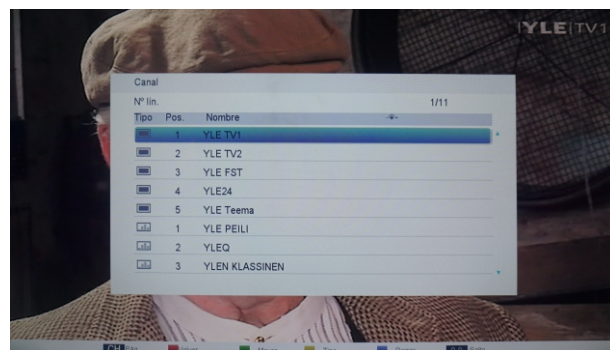 YLE TV1
Canal
Nº lin. 1/11
Tipo Pos. Nombre
1 YLE TV1
2 YLE TV2
3 YLE FST
4 YLE24
5 YLE Teema
1 YLE PEILI
2 YLEQ
3 YLEN KLASSINEN
CH